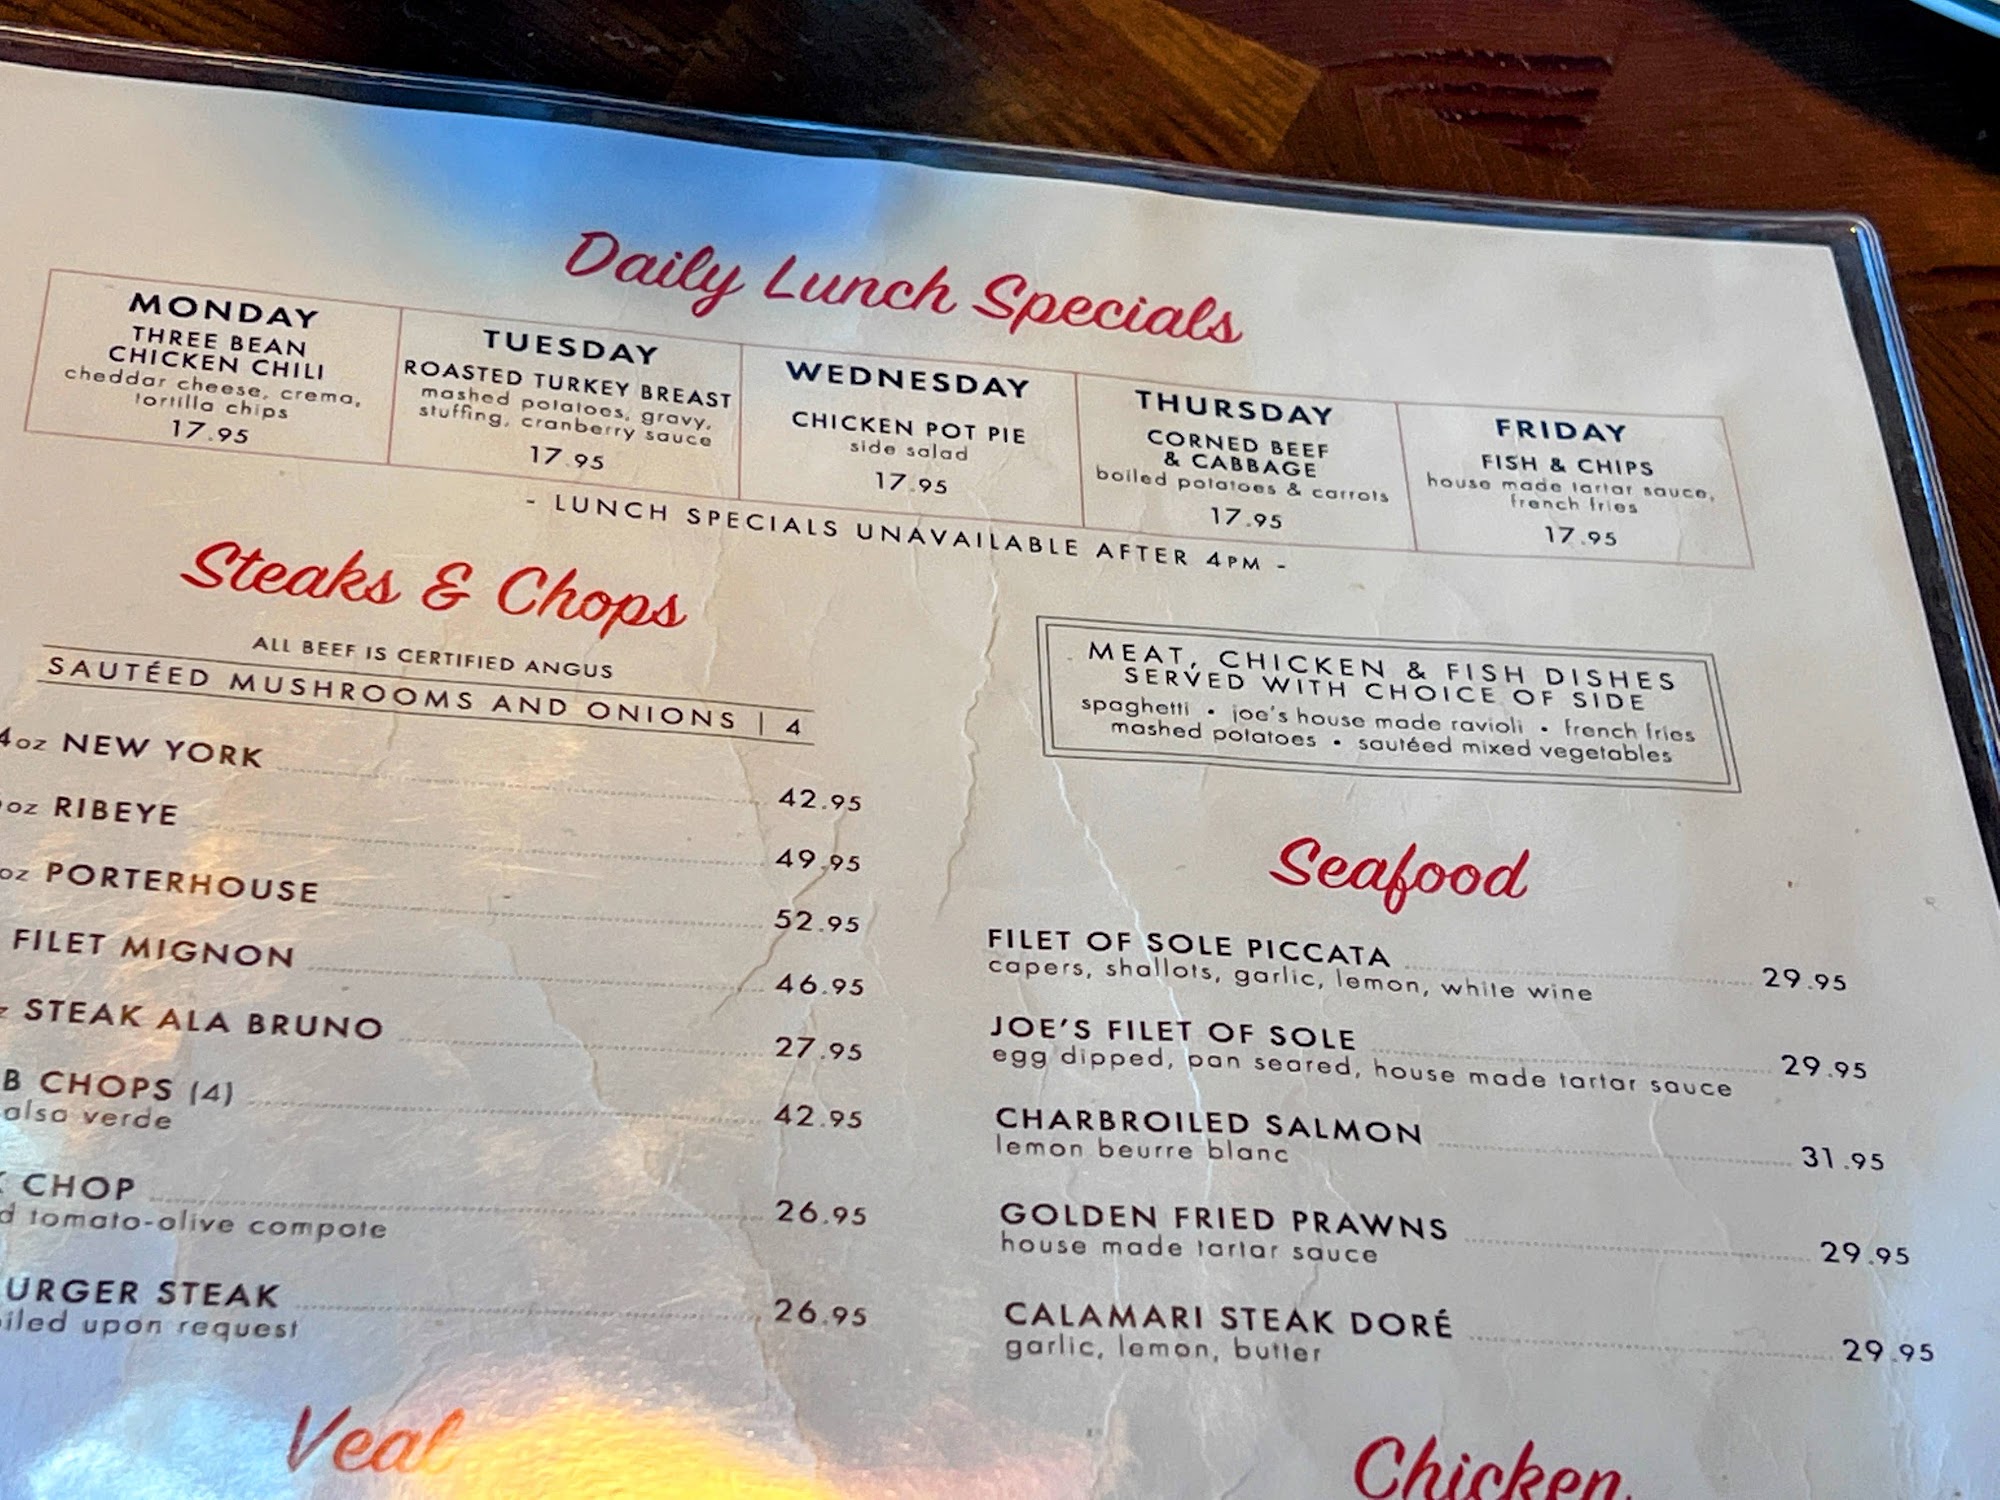 Daily Lunch Specials
MONDAY
THREE BEAN
CHICKEN CHILI
cheddar cheese, crema,
tortilla chips
17.95
TUESDAY
ROASTED TURKEY BREAST
mashed potatoes, gravy,
stuffing, cranberry sauce
17.95
WEDNESDAY
CHICKEN POT PIE
side salad
17.95
THURSDAY
CORNED BEEF
& CABBAGE
boiled potatoes & carrots
17.95
FRIDAY
FISH & CHIPS
house made tartar sauce,
french fries
17.95
- LUNCH SPECIALS UNAVAILABLE AFTER 4PM -
Steaks & Chops
ALL BEEF IS CERTIFIED ANGUS
SAUTÉED MUSHROOMS AND ONIONS | 4
4oz NEW YORK 42.95
oz RIBEYE 49.95
oz PORTERHOUSE 52.95
FILET MIGNON 46.95
STEAK ALA BRUNO 27.95
B CHOPS (4) 42.95
alsa verde
CHOP 26.95
d tomato-olive compote
URGER STEAK 26.95
iled upon request
Veal
MEAT, CHICKEN & FISH DISHES
SERVED WITH CHOICE OF SIDE
spaghetti • joe's house made ravioli • french fries
mashed potatoes • sautéed mixed vegetables
Seafood
FILET OF SOLE PICCATA 29.95
capers, shallots, garlic, lemon, white wine
JOE'S FILET OF SOLE 29.95
egg dipped, pan seared, house made tartar sauce
CHARBROILED SALMON 31.95
lemon beurre blanc
GOLDEN FRIED PRAWNS 29.95
house made tartar sauce
CALAMARI STEAK DORÉ 29.95
garlic, lemon, butter
Chicken